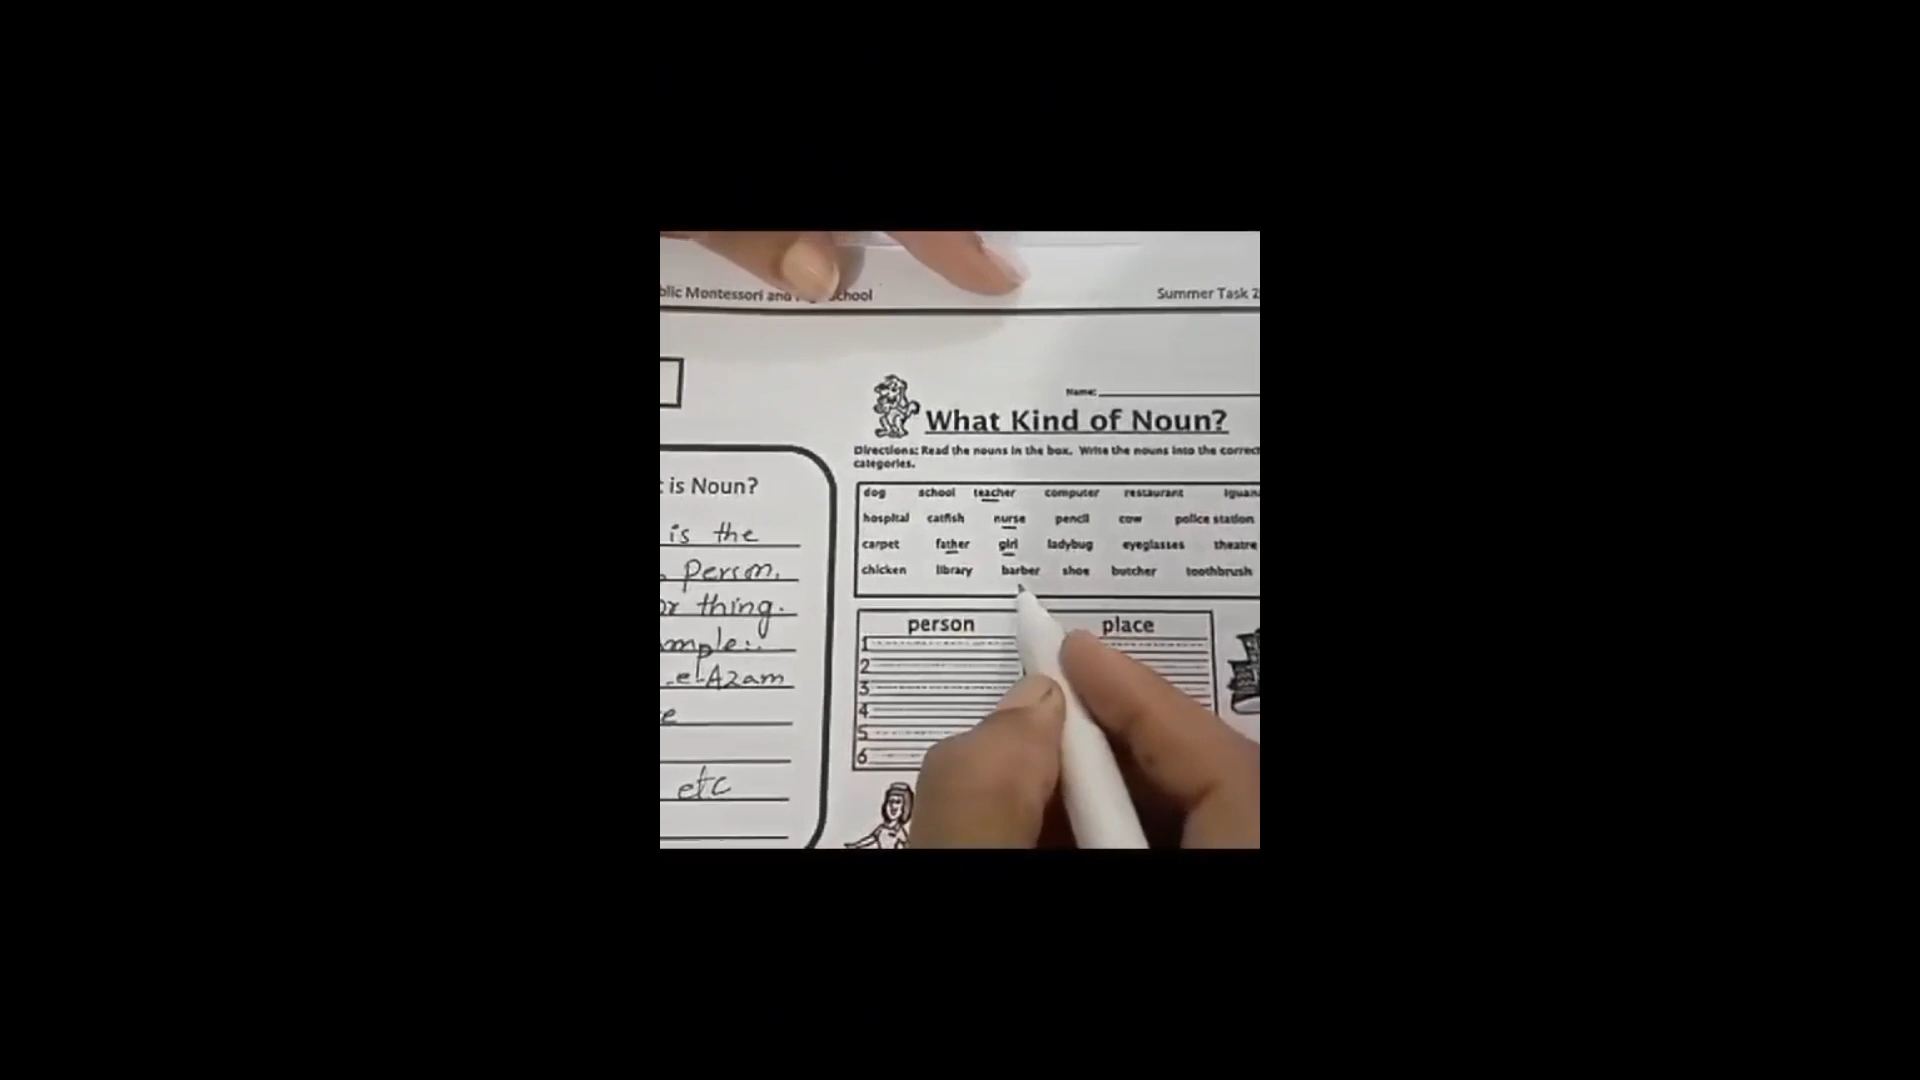 blic Montessori and School
Summer Task 2
Name:
What Kind of Noun?
Directions: Read the nouns in the box. Write the nouns into the correct
categories.
dog school teacher computer restaurant iguan
hospital catfish nurse pencil cow police station
carpet father girl ladybug eyeglasses theatre
chicken library barber shoe butcher toothbrush
person place
1
2
3
4
5
6
is Noun?
is the
person,
or thing.
mple:
e-Azam
e
etc